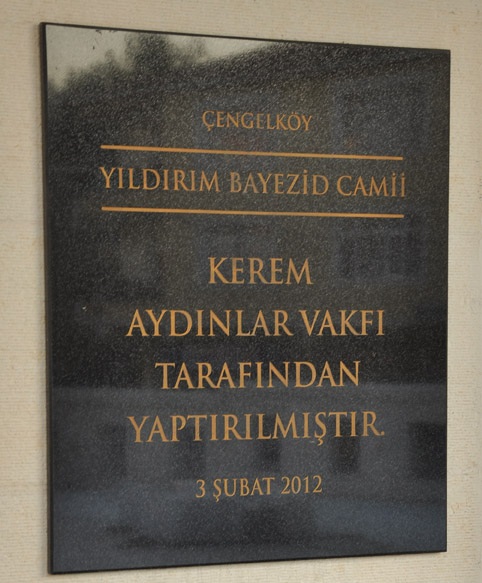 ÇENGELKÖY
YILDIRIM BAYEZİD CAMİİ
KEREM
AYDINLAR VAKFI
TARAFINDAN
YAPTIRILMIŞTIR.
3 ŞUBAT 2012